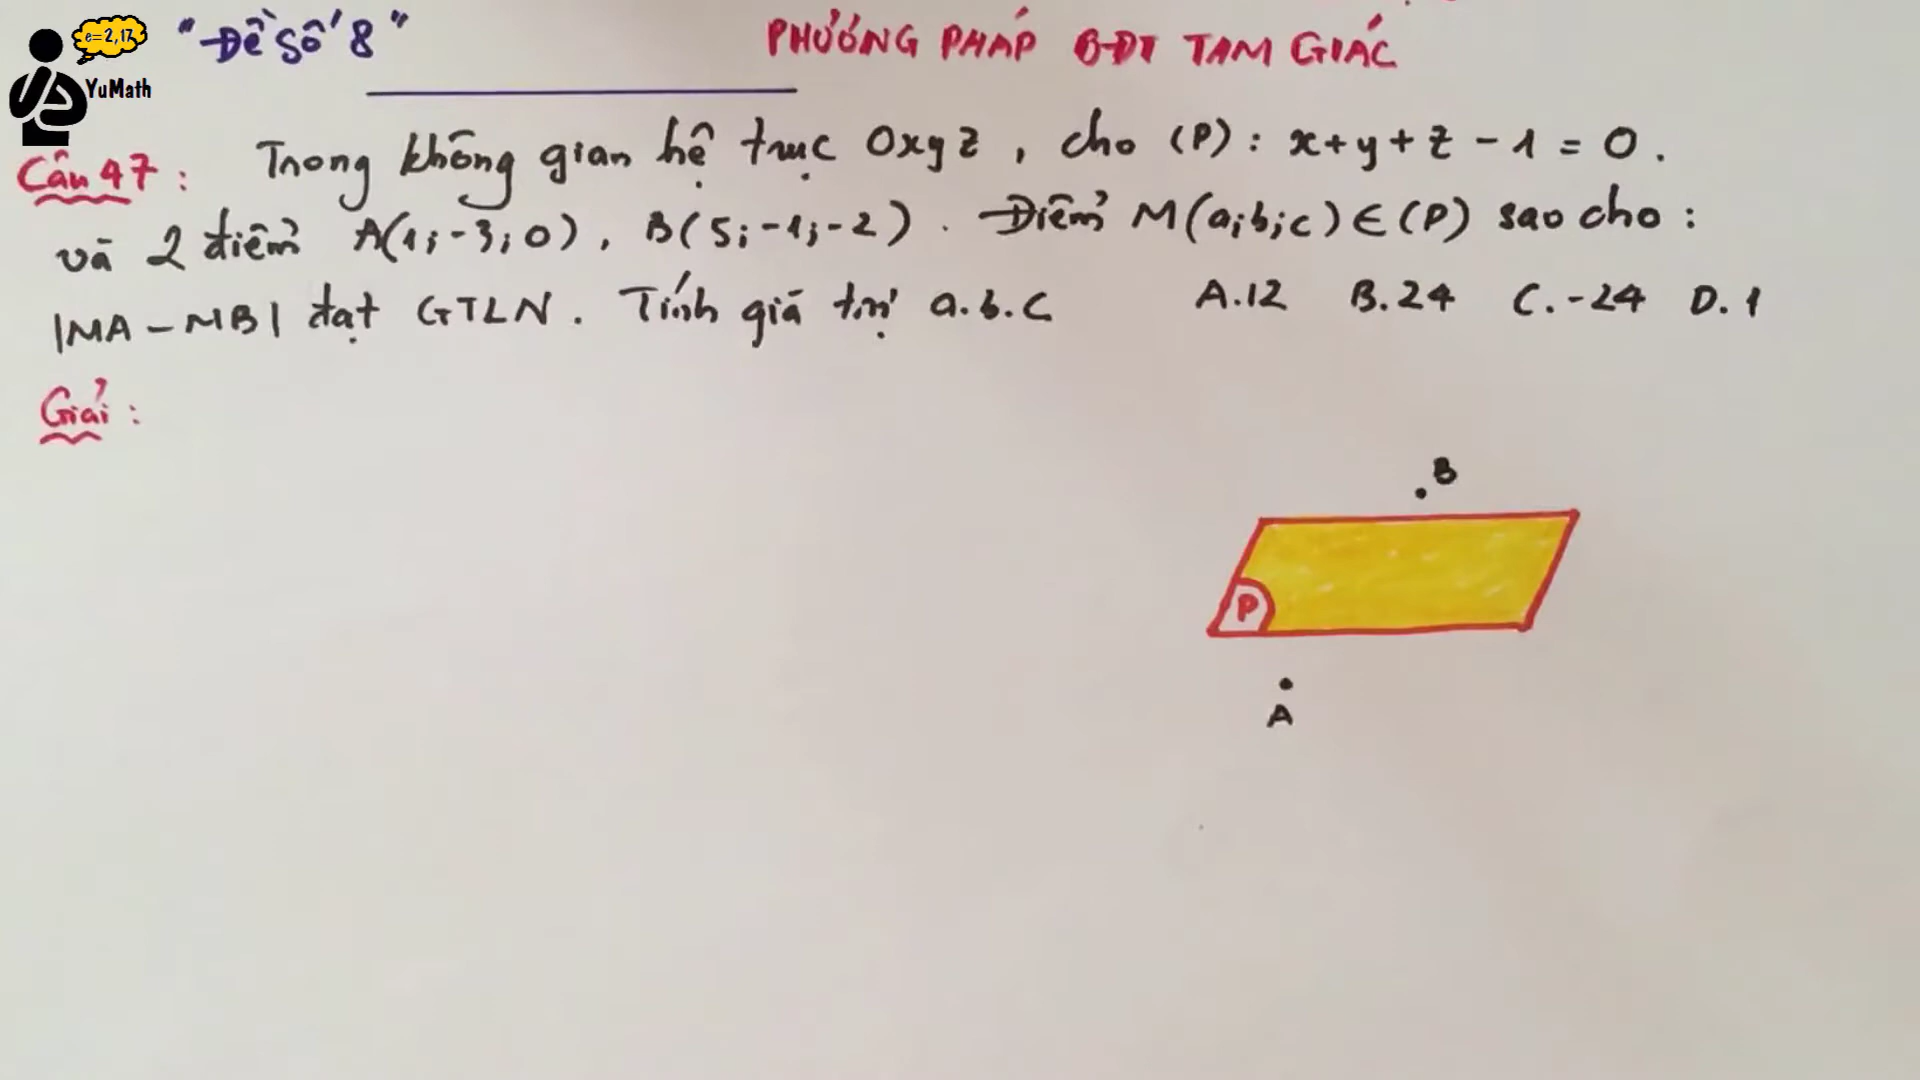 e=2,17
YuMath
"Đề số 8"
PHƯƠNG PHÁP BĐT TAM GIÁC
Câu 47: Trong không gian hệ trục Oxyz, cho (P): x+y+z-1=0.
và 2 điểm A(1;-3;0), B(5;-1;-2). Điểm M(a;b;c)∈(P) sao cho:
|MA-MB| đạt GTLN. Tính giá trị a.b.c A.12 B.24 C.-24 D.1
Giải:
B
P
A